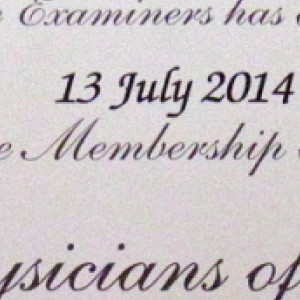 Examiners has
13 July 2014
Membership
ysicians of